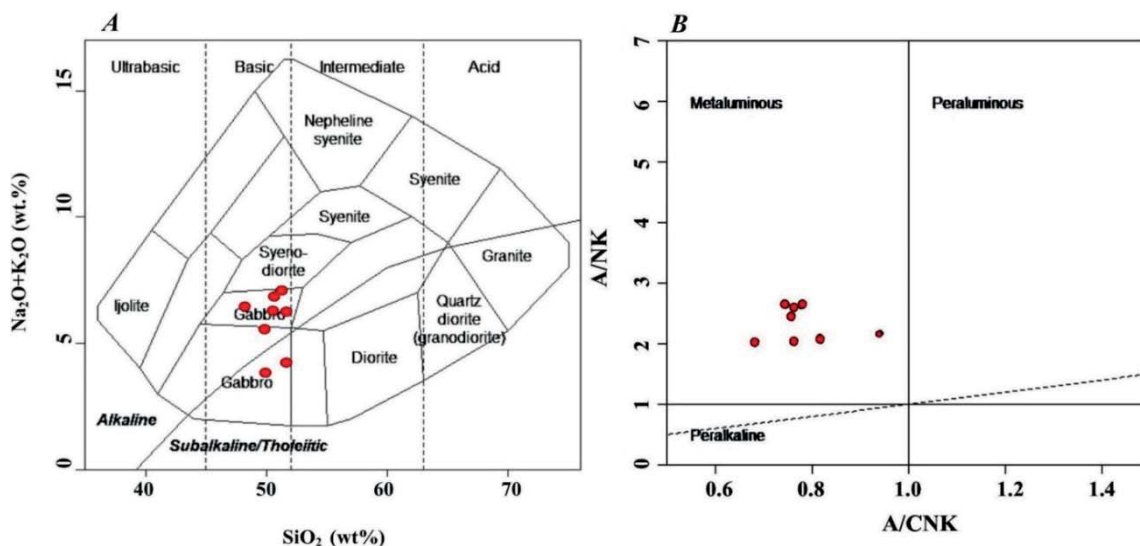 A
Ultrabasic Basic Intermediate Acid
Nepheline
syenite
Syenite
Syenite
Syeno-
diorite
Granite
Ijolite
Gabbro
Quartz
diorite
(granodiorite)
Diorite
Gabbro
Alkaline
Subalkaline/Tholeiitic
Na₂O+K₂O (wt.%)
15
10
5
0
40 50 60 70
SiO₂ (wt%)
B
Metaluminous Peraluminous
Peralkaline
A/NK
7
6
5
4
3
2
1
0
0.6 0.8 1.0 1.2 1.4
A/CNK